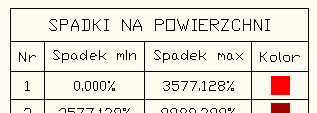 SPADKI NA POWIERZCHNI
Nr Spadek min Spadek max Kolor
1 0.000% 3577.128%